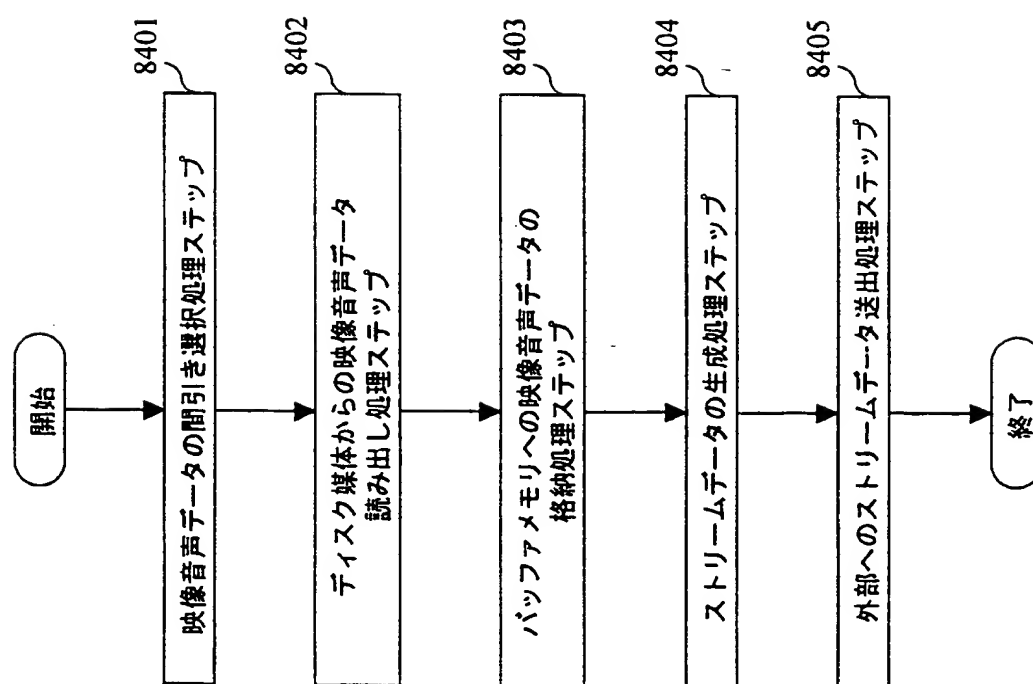 開始
映像音声データの間引き選択処理ステップ
8401
ディスク媒体からの映像音声データ
読み出し処理ステップ
8402
バッファメモリへの映像音声データの
格納処理ステップ
8403
ストリームデータの生成処理ステップ
8404
外部へのストリームデータ送出処理ステップ
8405
終了